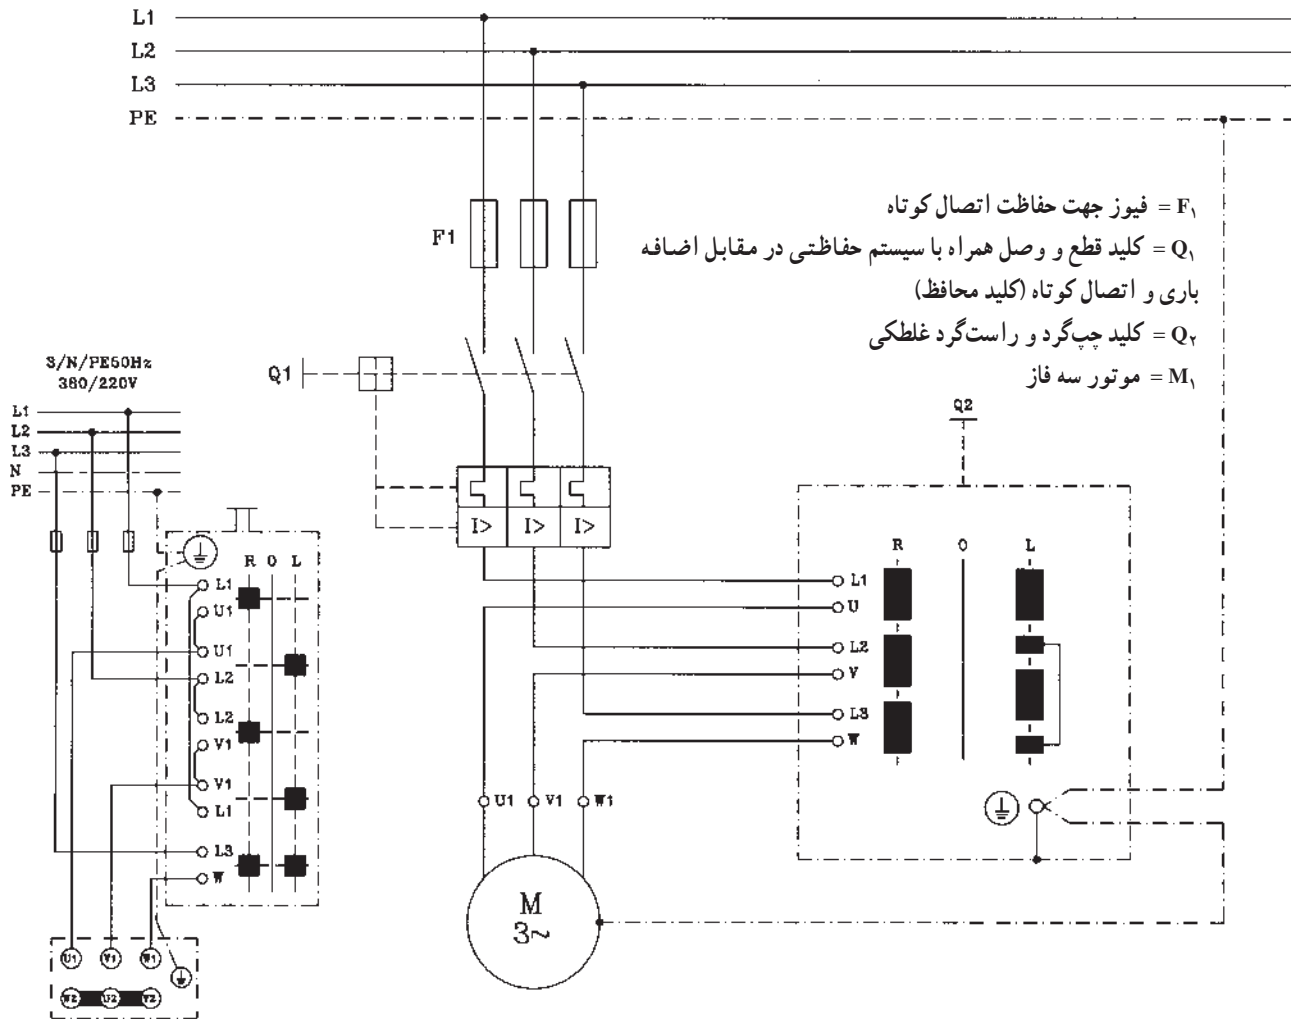 L1
L2
L3
PE
F₁ = فیوز جهت حفاظت اتصال کوتاه
Q₁ = کلید قطع و وصل همراه با سیستم حفاظتی در مقابل اضافه
باری و اتصال کوتاه (کلید محافظ)
Q₂ = کلید چپ‌گرد و راست‌گرد غلطکی
M₁ = موتور سه فاز
F1
Q1
I> I> I>
3/N/PE50Hz
380/220V
L1
L2
L3
N
PE
R 0 L
L1
U1
U1
L2
L2
V1
V1
L1
L3
W
U1 V1 W1
W2 U2 V2
Q2
R 0 L
L1
U
L2
V
L3
W
U1 V1 W1
M
3~